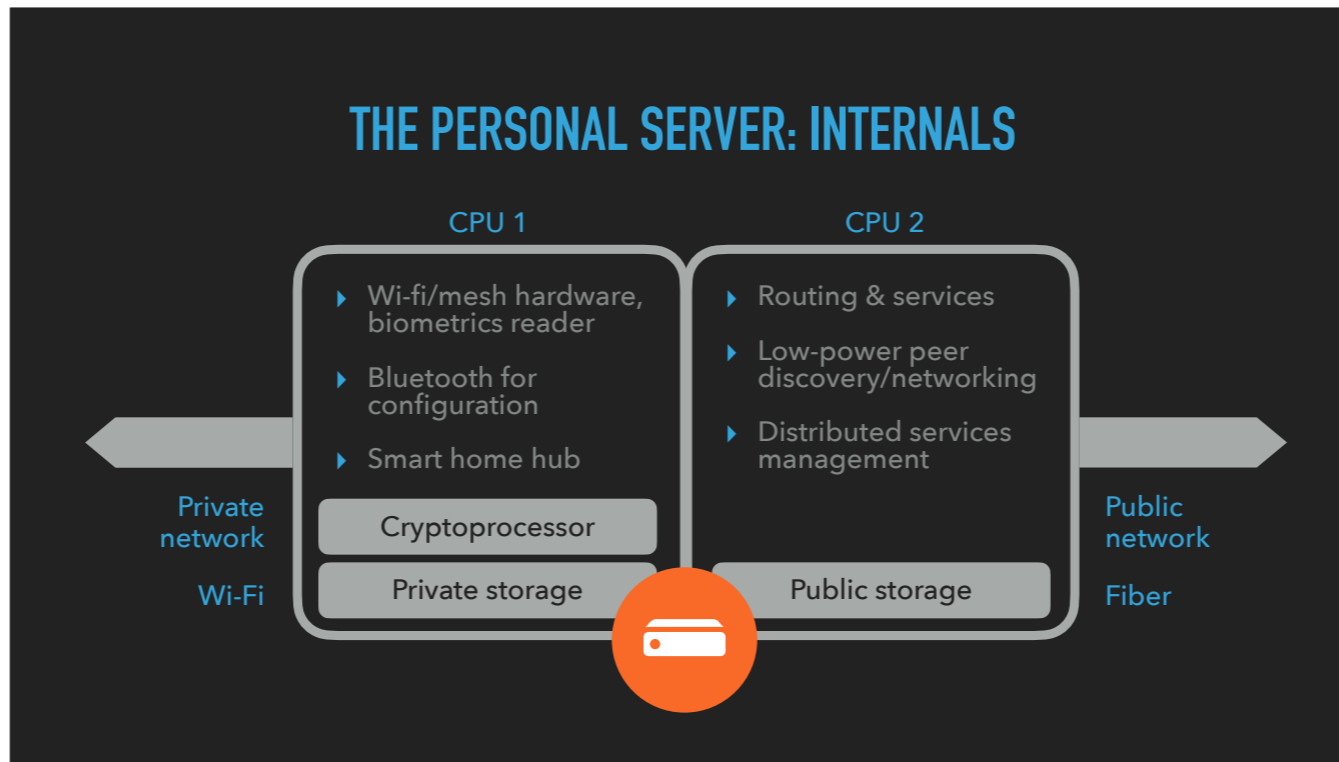 THE PERSONAL SERVER: INTERNALS
CPU 1
Wi-fi/mesh hardware,
biometrics reader
Bluetooth for
configuration
Smart home hub
Cryptoprocessor
Private storage
CPU 2
Routing & services
Low-power peer
discovery/networking
Distributed services
management
Public storage
Private
network
Wi-Fi
Public
network
Fiber